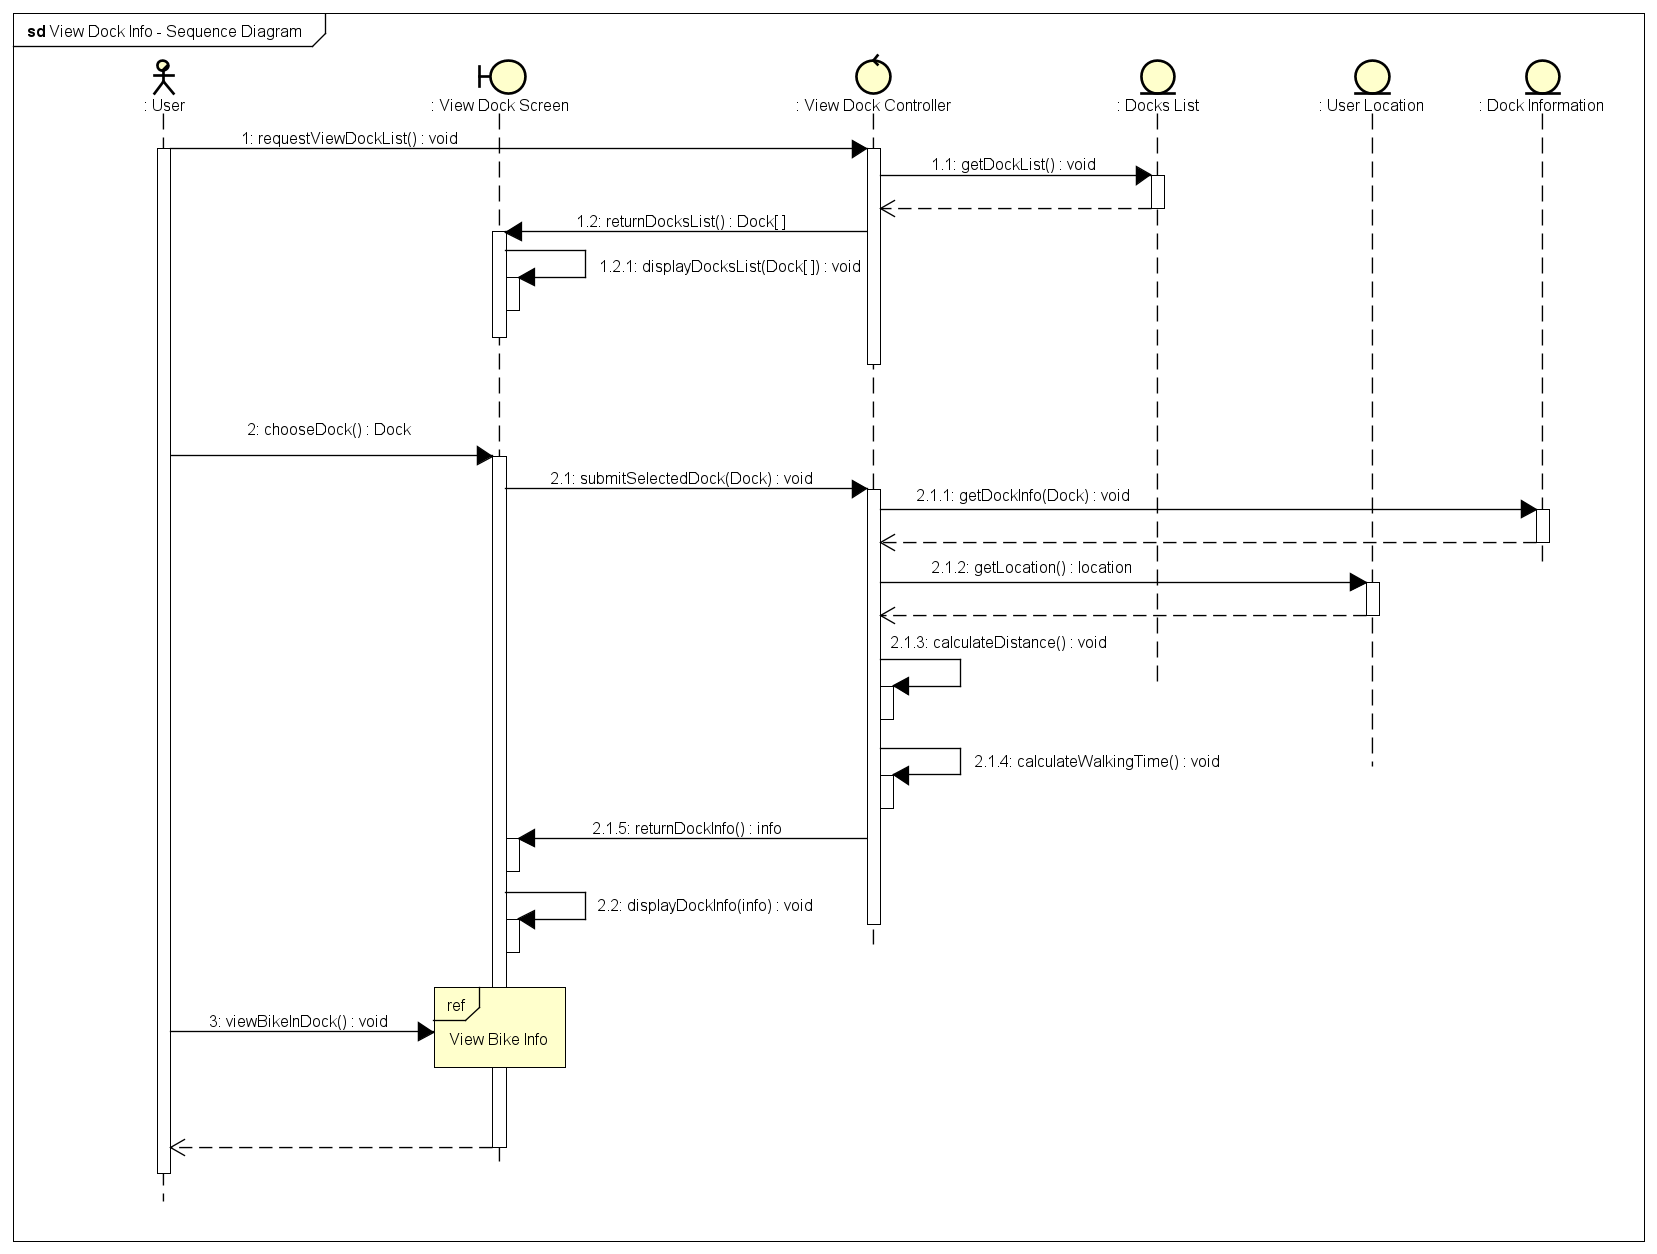 sd View Dock Info - Sequence Diagram
: User
: View Dock Screen
: View Dock Controller
: Docks List
: User Location
: Dock Information
1: requestViewDockList() : void
1.1: getDockList() : void
1.2: returnDocksList() : Dock[ ]
1.2.1: displayDocksList(Dock[ ]) : void
2: chooseDock() : Dock
2.1: submitSelectedDock(Dock) : void
2.1.1: getDockInfo(Dock) : void
2.1.2: getLocation() : location
2.1.3: calculateDistance() : void
2.1.4: calculateWalkingTime() : void
2.1.5: returnDockInfo() : info
2.2: displayDockInfo(info) : void
ref
3: viewBikeInDock() : void
View Bike Info